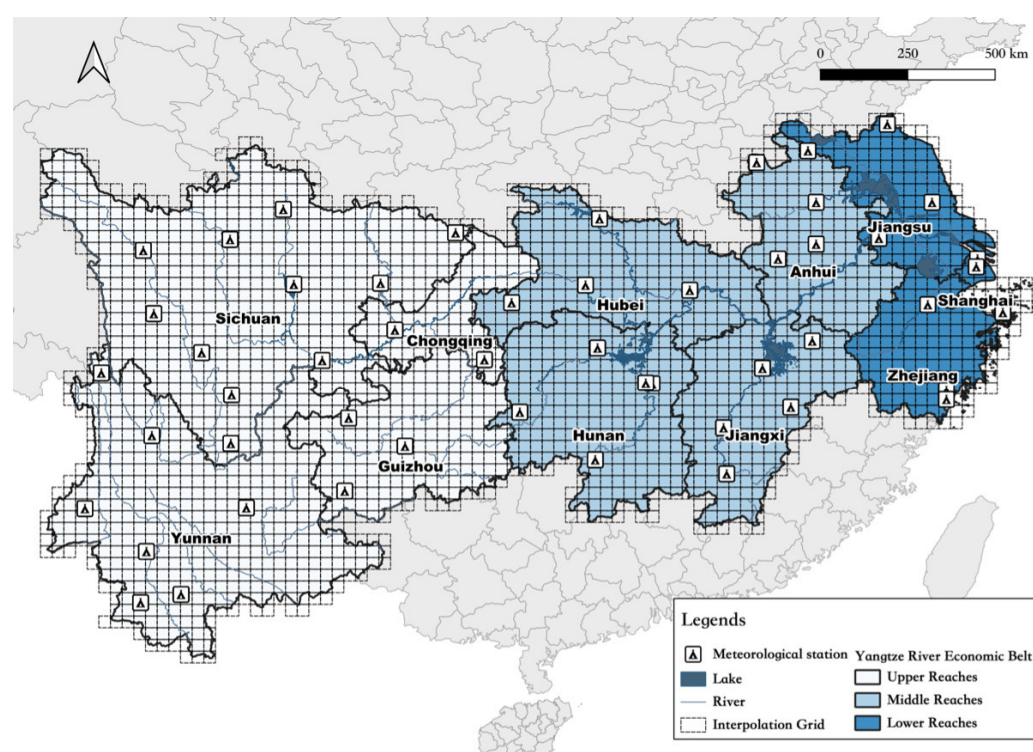 0 250 500 km
Jiangsu
Anhui
Shanghai
Hubei
Sichuan
Chongqing
Zhejiang
Hunan
Jiangxi
Guizhou
Yunnan
Legends
Meteorological station
Lake
River
Interpolation Grid
Yangtze River Economic Belt
Upper Reaches
Middle Reaches
Lower Reaches